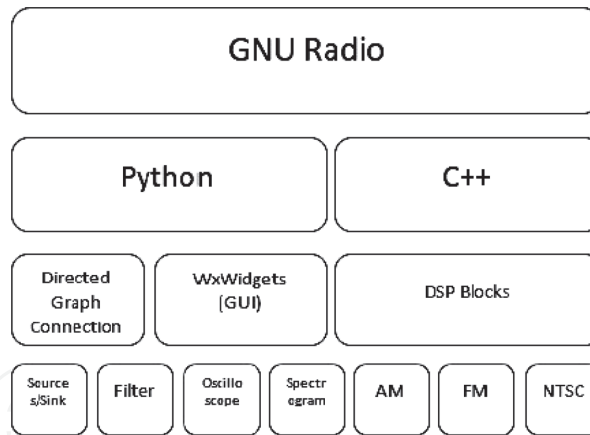 GNU Radio
Python
C++
Directed
Graph
Connection
WxWidgets
(GUI)
DSP Blocks
Source
s/Sink
Filter
Oscillo
scope
Spectr
ogram
AM
FM
NTSC